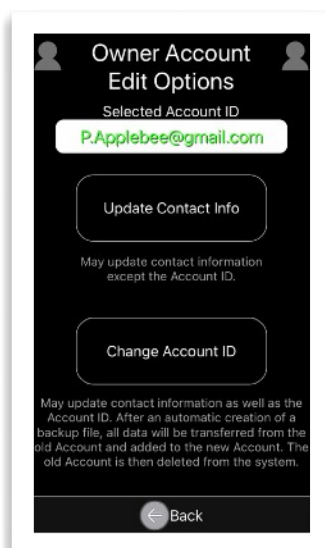 Owner Account
Edit Options
Selected Account ID
P.Applebee@gmail.com
Update Contact Info
May update contact information
except the Account ID.
Change Account ID
May update contact information as well as the
Account ID. After an automatic creation of a
backup file, all data will be transferred from the
old Account and added to the new Account. The
old Account is then deleted from the system.
Back